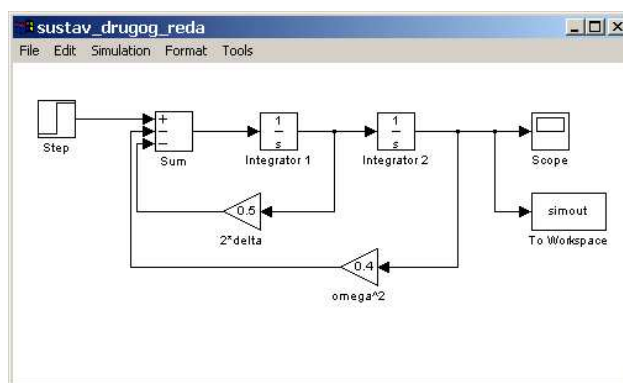 sustav_drugog_reda
File Edit Simulation Format Tools
Step
+
−
−
Sum
1
s
Integrator 1
1
s
Integrator 2
Scope
simout
To Workspace
0.5
2*delta
0.4
omega^2